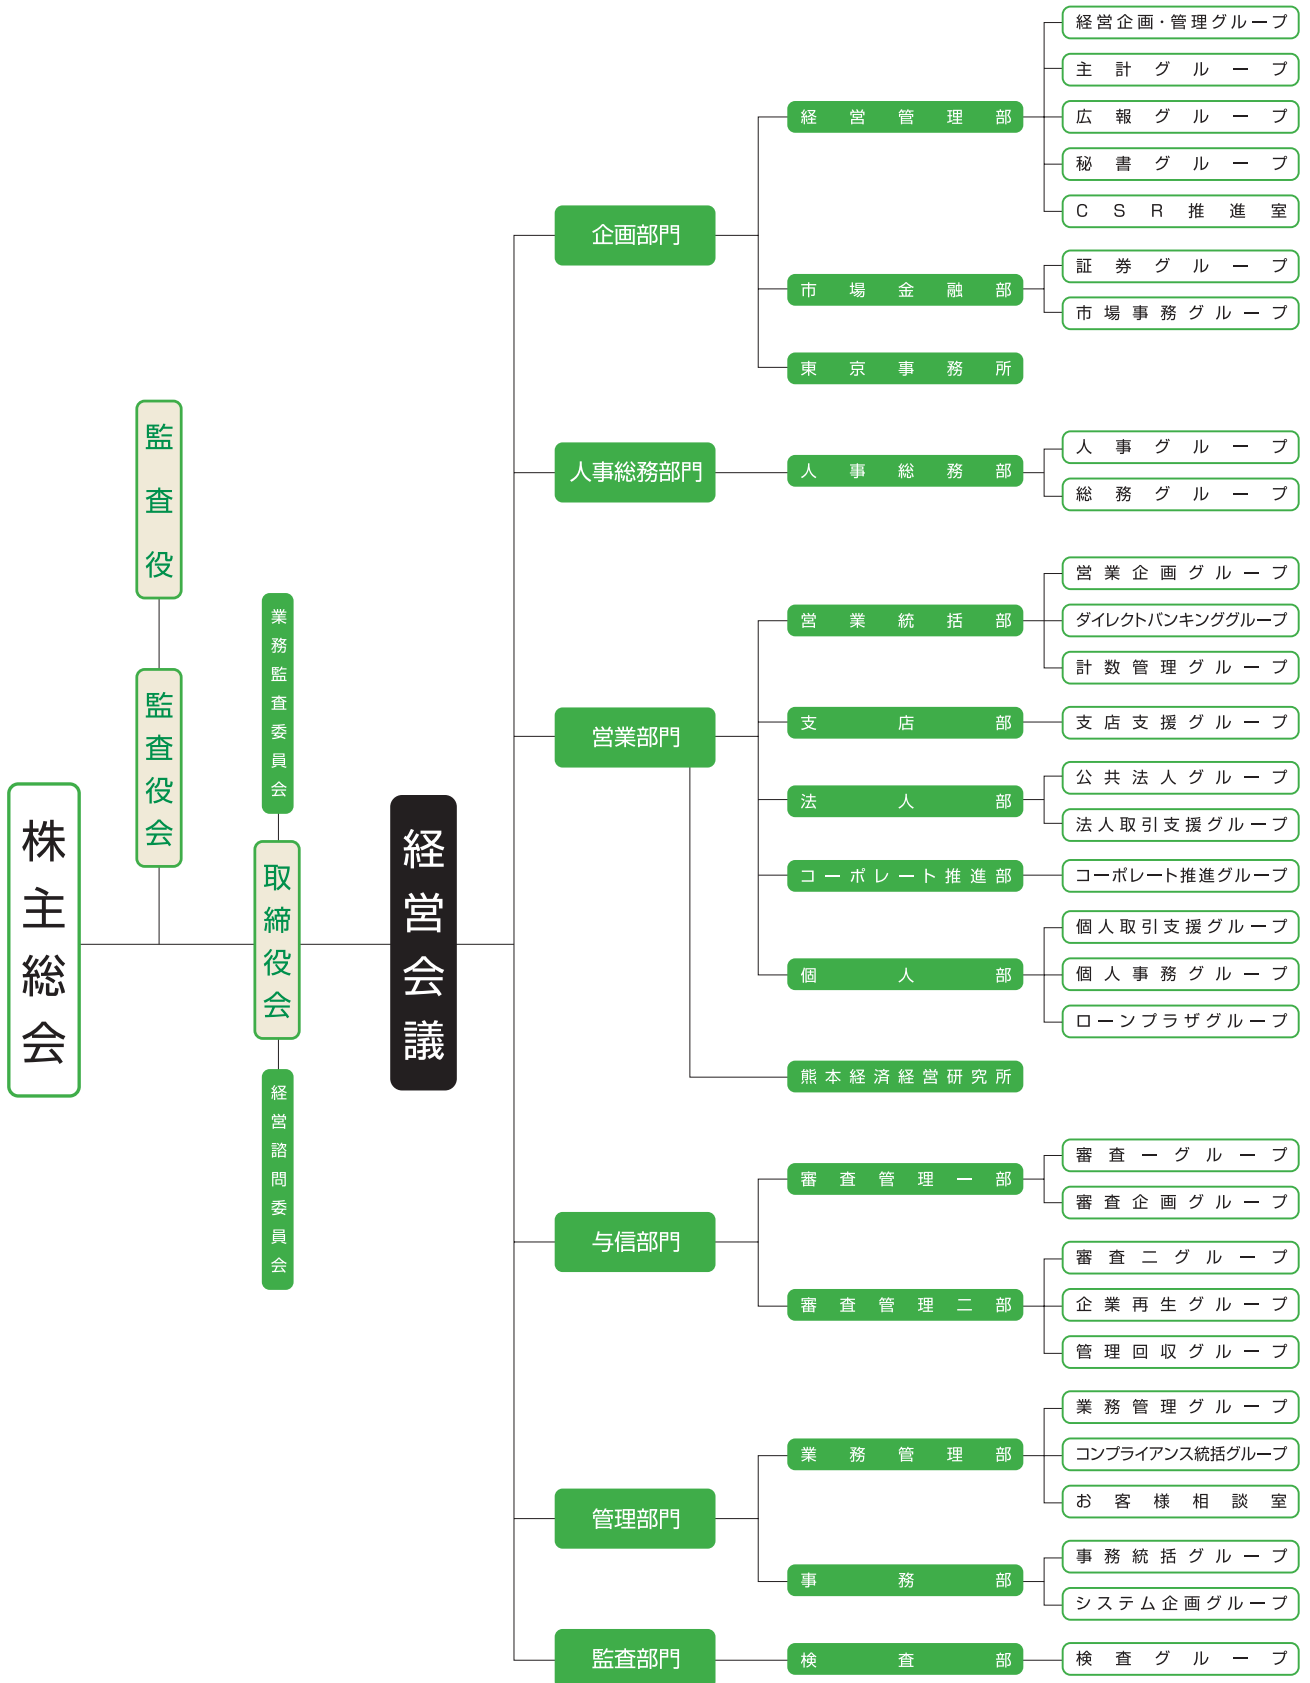 株主総会
監査役
監査役会
業務監査委員会
取締役会
経営諮問委員会
経営会議
企画部門
経営管理部
経営企画・管理グループ
主計グループ
広報グループ
秘書グループ
CSR推進室
市場金融部
証券グループ
市場事務グループ
東京事務所
人事総務部門
人事総務部
人事グループ
総務グループ
営業部門
営業統括部
営業企画グループ
ダイレクトバンキンググループ
計数管理グループ
支店部
支店支援グループ
法人部
公共法人グループ
法人取引支援グループ
コーポレート推進部
コーポレート推進グループ
個人部
個人取引支援グループ
個人事務グループ
ローンプラザグループ
熊本経済経営研究所
与信部門
審査管理一部
審査一グループ
審査企画グループ
審査管理二部
審査二グループ
企業再生グループ
管理回収グループ
管理部門
業務管理部
業務管理グループ
コンプライアンス統括グループ
お客様相談室
事務部
事務統括グループ
システム企画グループ
監査部門
検査部
検査グループ